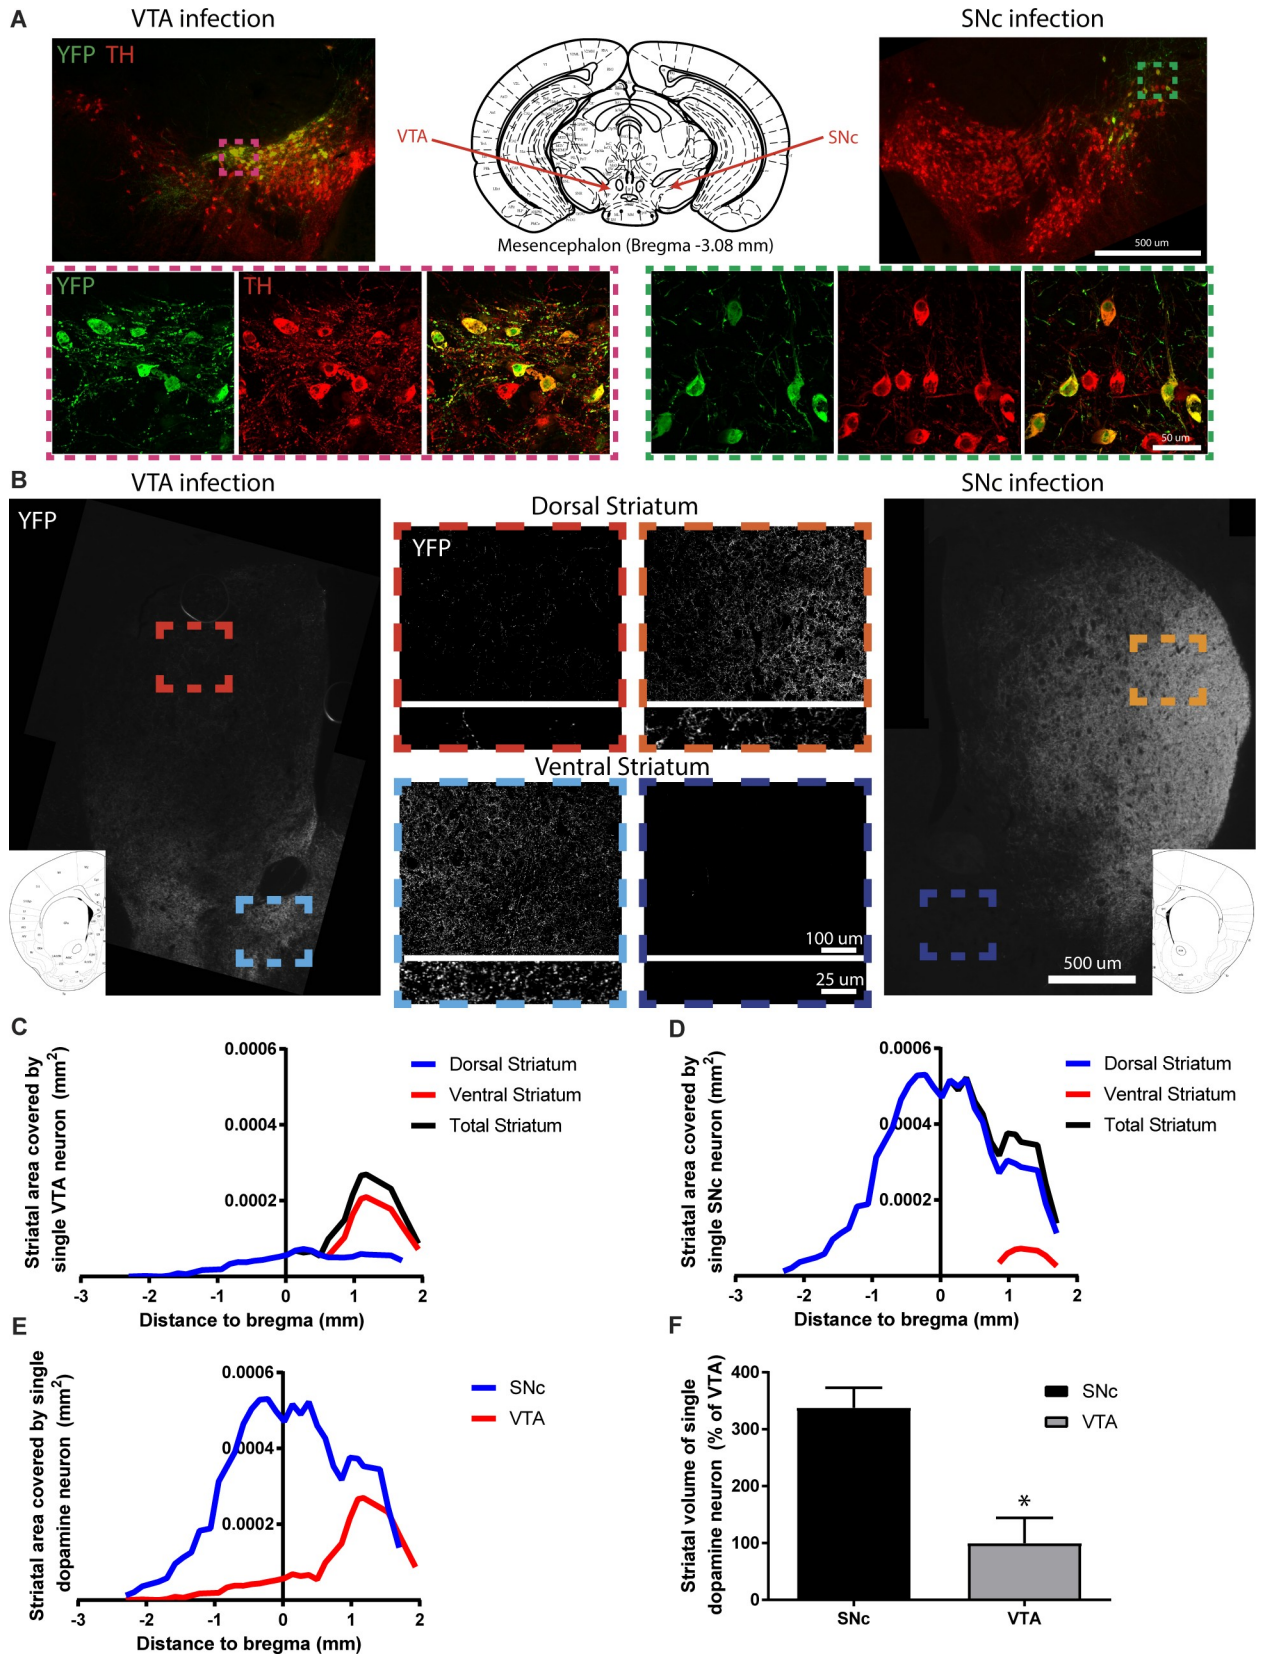 A
VTA infection
SNc infection
YFP TH
VTA
SNc
500 um
Mesencephalon (Bregma -3.08 mm)
YFP
TH
50 um
B
VTA infection
SNc infection
YFP
Dorsal Striatum
YFP
Ventral Striatum
100 um
25 um
500 um
C
Striatal area covered by
single VTA neuron (mm2)
0.0006
0.0004
0.0002
-3 -2 -1 0 1 2
Distance to bregma (mm)
Dorsal Striatum
Ventral Striatum
Total Striatum
D
Striatal area covered by
single SNc neuron (mm2)
0.0006
0.0004
0.0002
-3 -2 -1 0 1 2
Distance to bregma (mm)
Dorsal Striatum
Ventral Striatum
Total Striatum
E
Striatal area covered by single
dopamine neuron (mm2)
0.0006
0.0004
0.0002
-3 -2 -1 0 1 2
Distance to bregma (mm)
SNc
VTA
F
Striatal volume of single
dopamine neuron (% of VTA)
400
300
200
100
0
*
SNc VTA
SNc
VTA